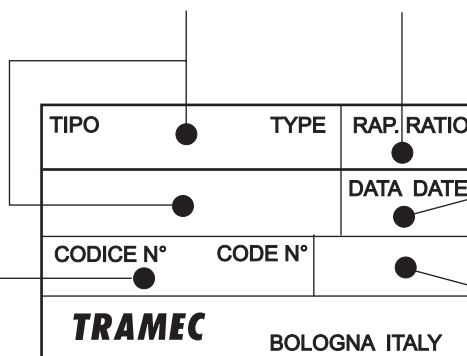 TIPO TYPE RAP. RATIO
DATA DATE
CODICE N° CODE N°
TRAMEC
BOLOGNA ITALY